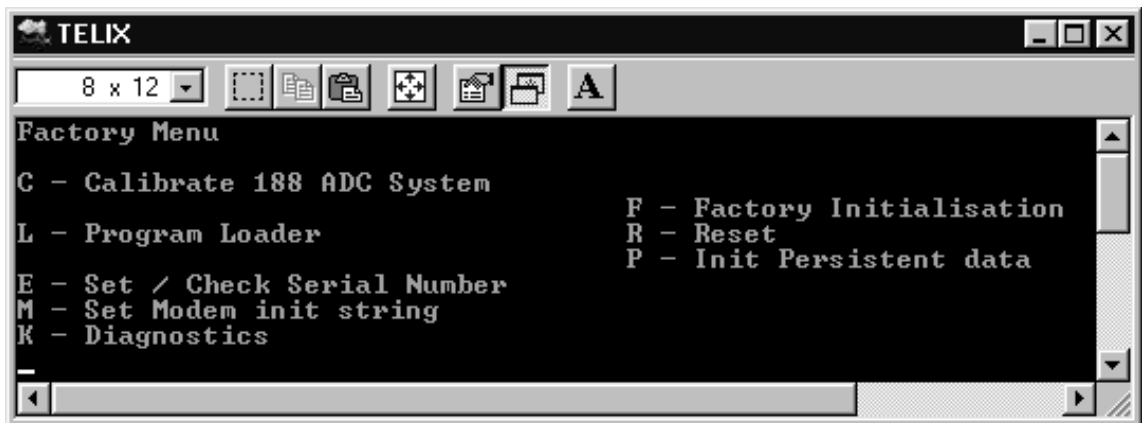 TELIX
8 x 12
A
Factory Menu
C - Calibrate 188 ADC System
F - Factory Initialisation
L - Program Loader
R - Reset
P - Init Persistent data
E - Set / Check Serial Number
M - Set Modem init string
K - Diagnostics